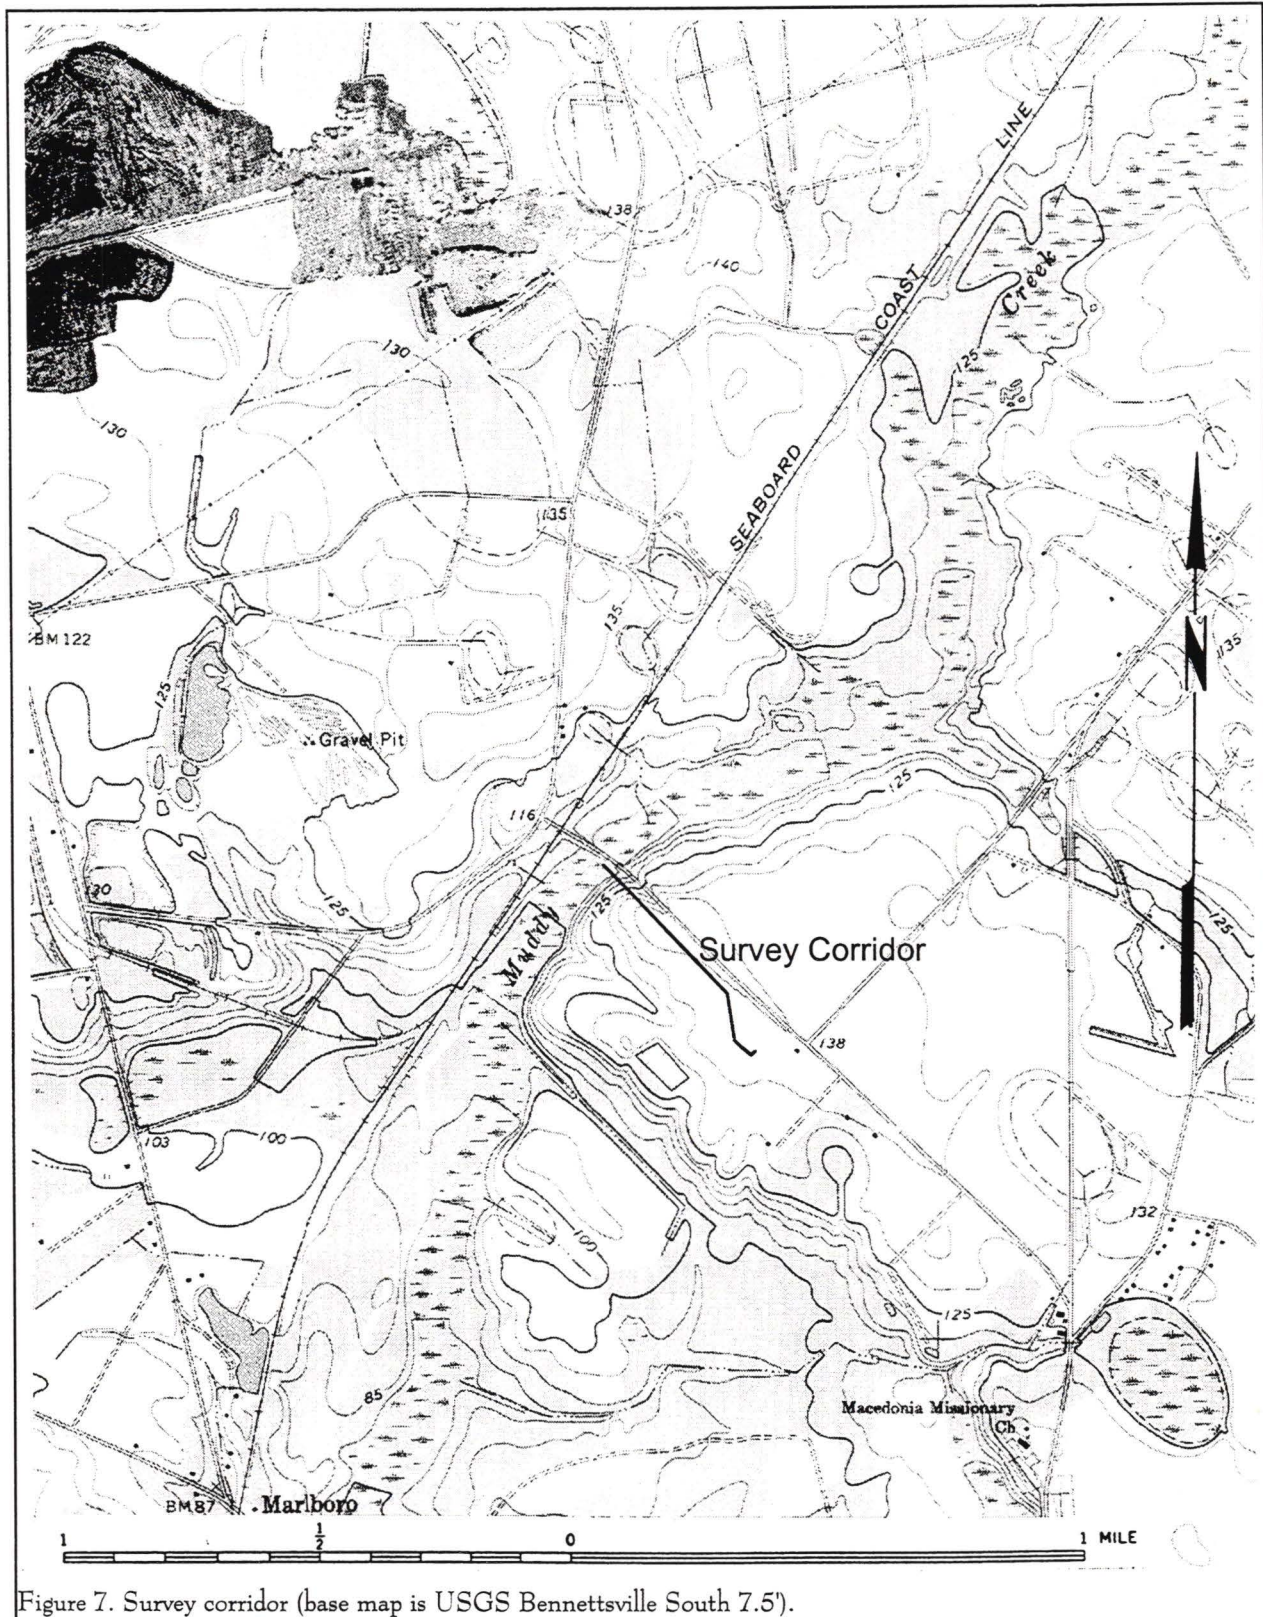 LINE
138
140
COAST
Creek
125
130
130
SEABOARD
135
135
BM 122
135
125
Gravel Pit
125
116
130
125
125
Muddy
Survey Corridor
125
N
138
103
100
100
132
125
85
Macedonia Missionary
Ch
BM 87
Marlboro
1 1/2 0 1 MILE
Figure 7. Survey corridor (base map is USGS Bennettsville South 7.5').